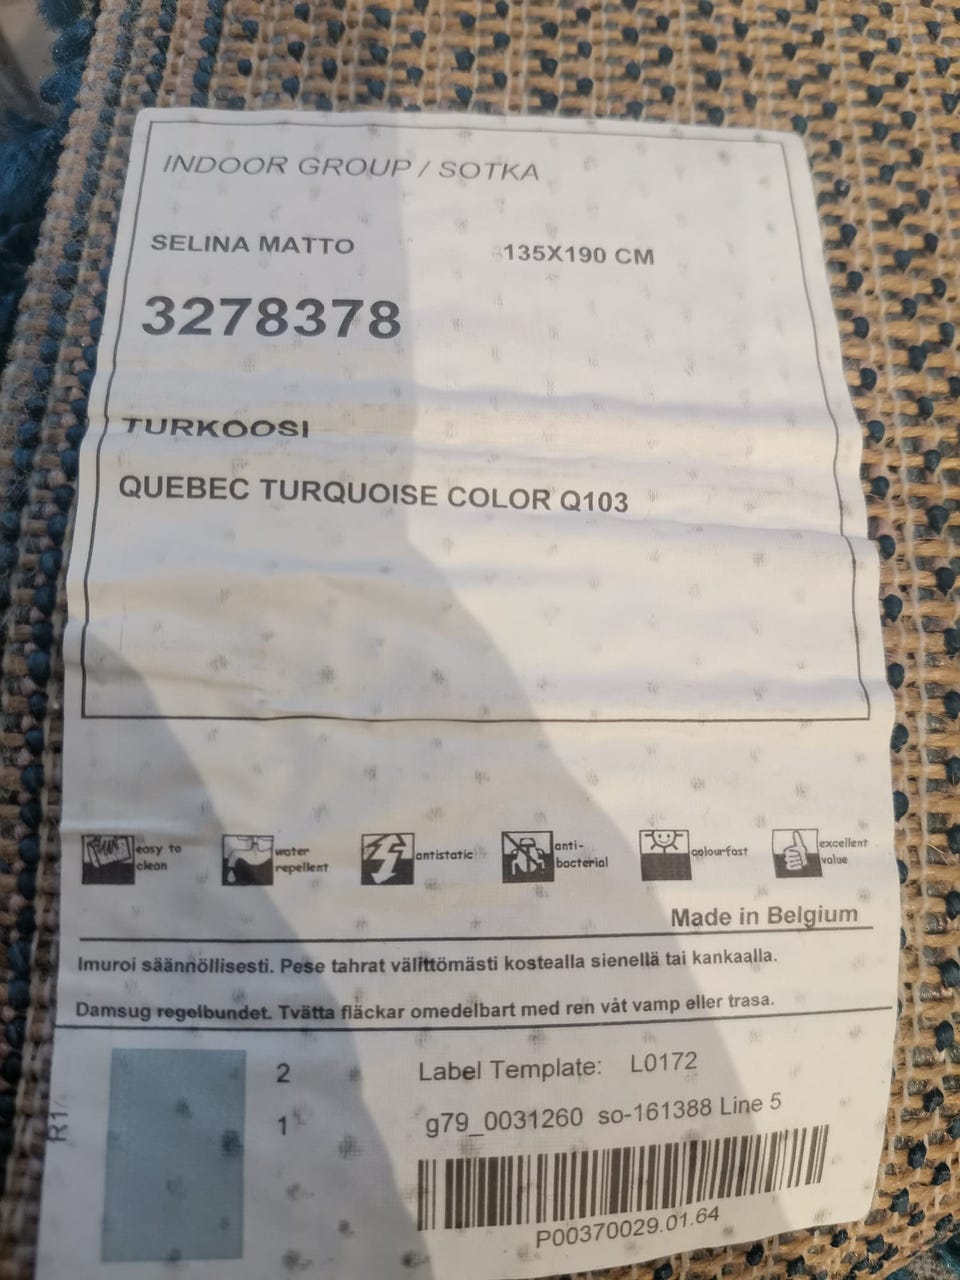 INDOOR GROUP / SOTKA
SELINA MATTO 135X190 CM
3278378
TURKOOSI
QUEBEC TURQUOISE COLOR Q103
easy to clean
water repellent
antistatic
anti-bacterial
colourfast
excellent value
Made in Belgium
Imuroi säännöllisesti. Pese tahrat välittömästi kostealla sienellä tai kankaalla.
Damsug regelbundet. Tvätta fläckar omedelbart med ren våt vamp eller trasa.
2 Label Template: L0172
1 g79_0031260 so-161388 Line 5
P00370029.01.64